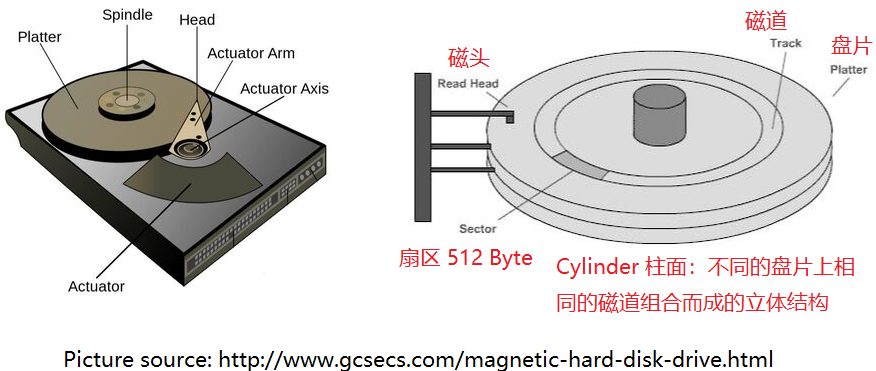 Spindle
Platter
Head
Actuator Arm
Actuator Axis
Actuator
磁道
Track
盘片
Platter
磁头
Read Head
Sector
扇区 512 Byte
Cylinder 柱面：不同的盘片上相
同的磁道组合而成的立体结构
Picture source: http://www.gcsecs.com/magnetic-hard-disk-drive.html